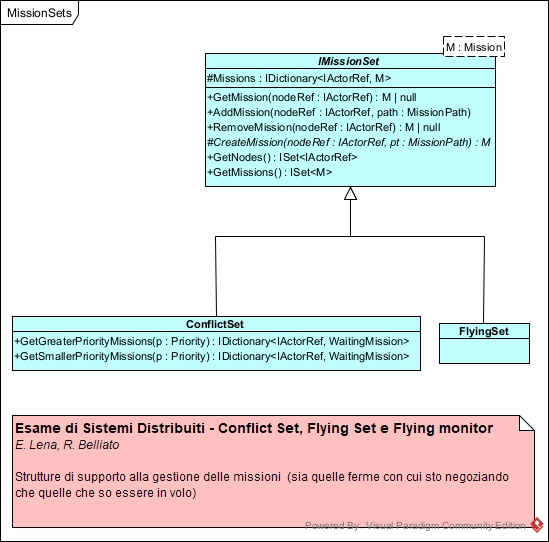 MissionSets
M : Mission
IMissionSet
#Missions : IDictionary<IActorRef, M>
+GetMission(nodeRef : IActorRef) : M | null
+AddMission(nodeRef : IActorRef, path : MissionPath)
+RemoveMission(nodeRef : IActorRef) : M | null
#CreateMission(nodeRef : IActorRef, pt : MissionPath) : M
+GetNodes() : ISet<IActorRef>
+GetMissions() : ISet<M>
ConflictSet
+GetGreaterPriorityMissions(p : Priority) : IDictionary<IActorRef, WaitingMission>
+GetSmallerPriorityMissions(p : Priority) : IDictionary<IActorRef, WaitingMission>
FlyingSet
Esame di Sistemi Distribuiti - Conflict Set, Flying Set e Flying monitor
E. Lena, R. Belliato
Strutture di supporto alla gestione delle missioni (sia quelle ferme con cui sto negoziando
che quelle che so essere in volo)
Powered By: Visual Paradigm Community Edition